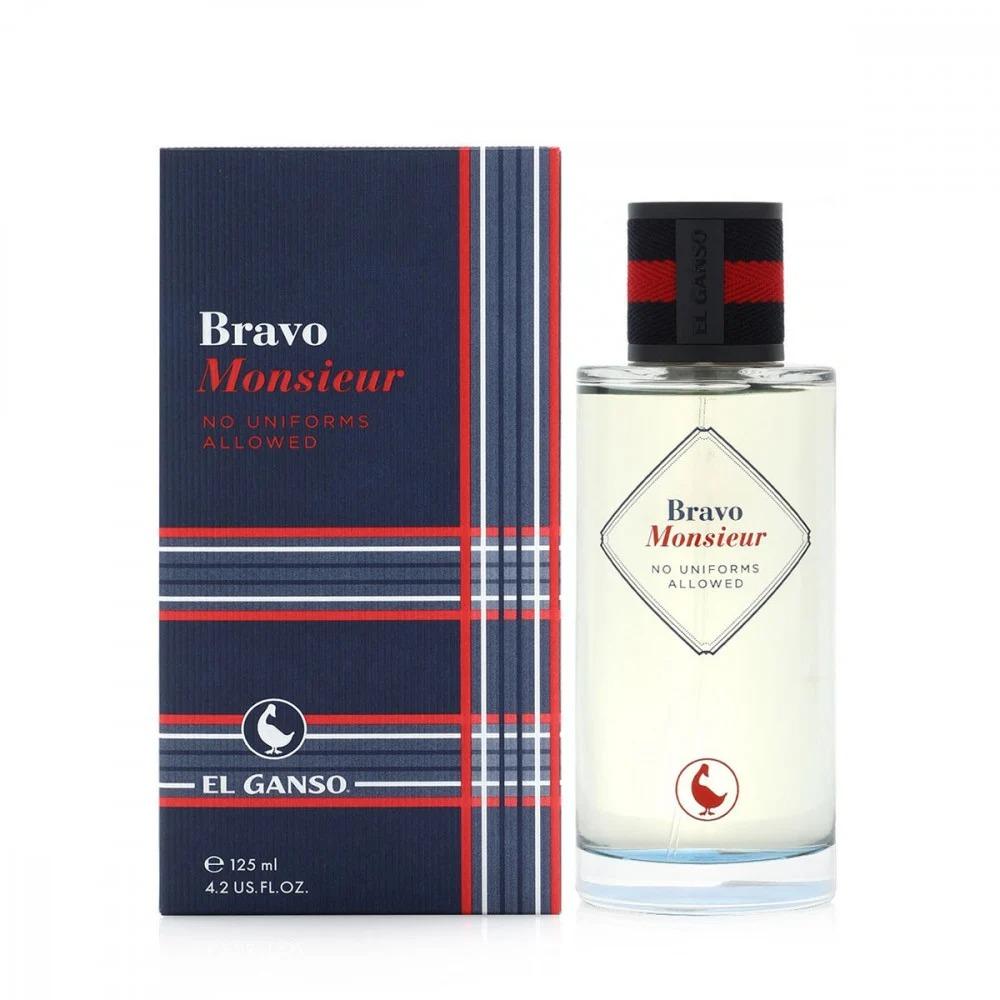 Bravo
Monsieur
NO UNIFORMS
ALLOWED
EL GANSO
℮ 125 ml
4.2 US.FL.OZ.
EL GANSO
Bravo
Monsieur
NO UNIFORMS
ALLOWED